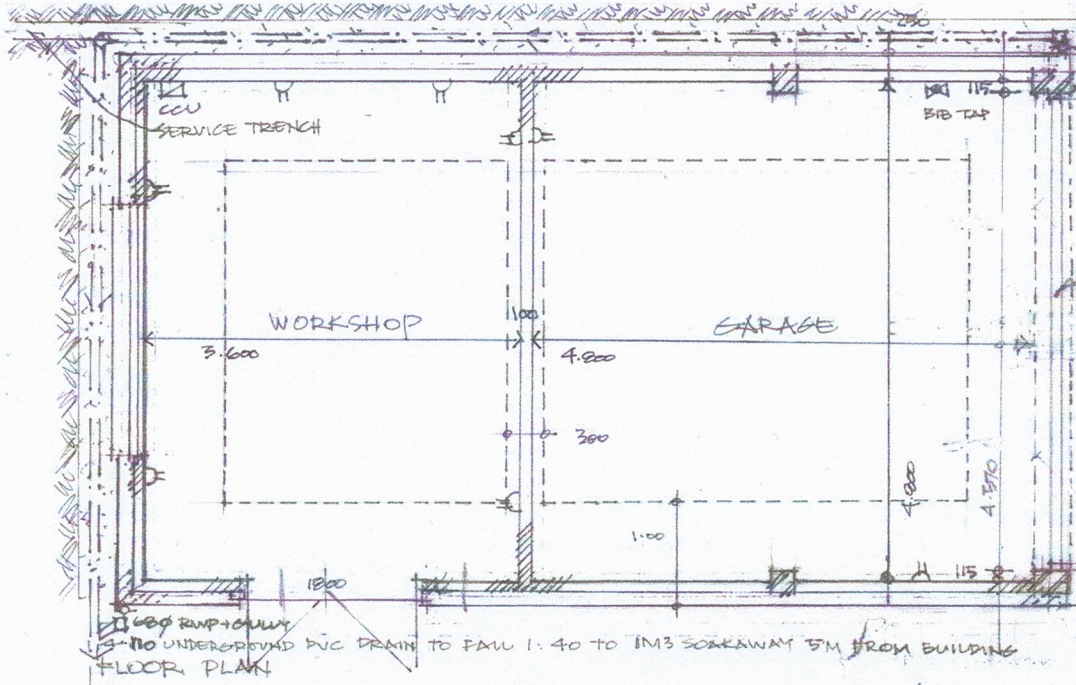 230
CCU
115
SERVICE TRENCH
BIB TAP
100
WORKSHOP
GARAGE
3.600
4.800
300
4.800
4.570
1.00
1800
115
68Ø RWP + GULLY
110 UNDERGROUND PVC DRAIN TO FALL 1:40 TO 1M3 SOAKAWAY 5M FROM BUILDING
FLOOR PLAN